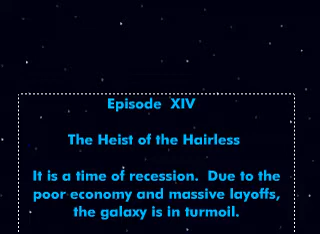 Episode  XIV
The Heist of the Hairless
It is a time of recession.  Due to the
poor economy and massive layoffs,
the galaxy is in turmoil.